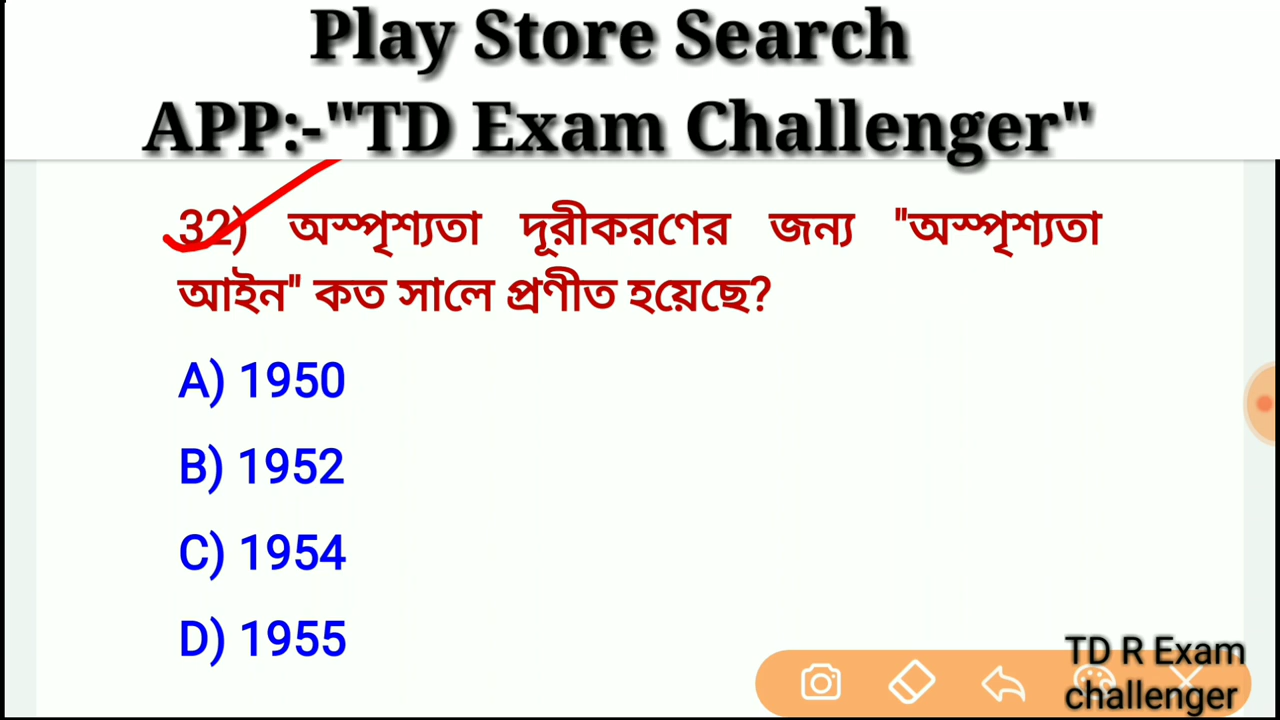 Play Store Search
APP:-"TD Exam Challenger"
32) অস্পৃশ্যতা দূরীকরণের জন্য "অস্পৃশ্যতা
আইন" কত সালে প্রণীত হয়েছে?
A) 1950
B) 1952
C) 1954
D) 1955
TD R Exam
challenger